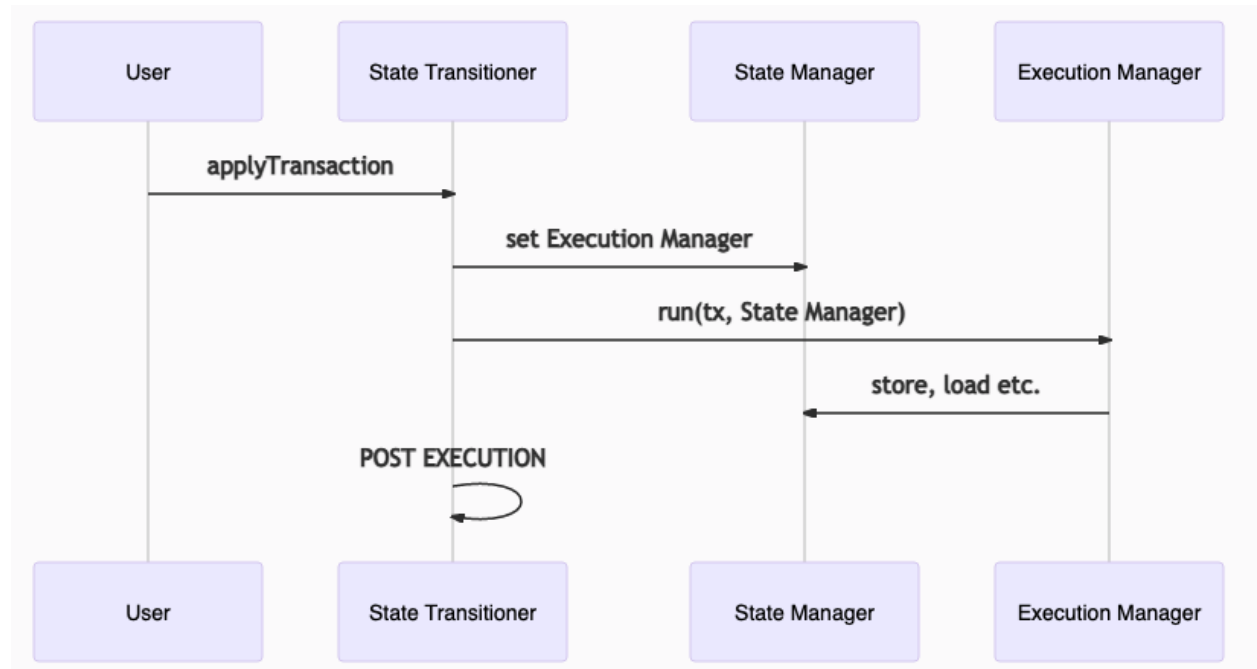 User
State Transitioner
State Manager
Execution Manager
applyTransaction
set Execution Manager
run(tx, State Manager)
store, load etc.
POST EXECUTION
User
State Transitioner
State Manager
Execution Manager